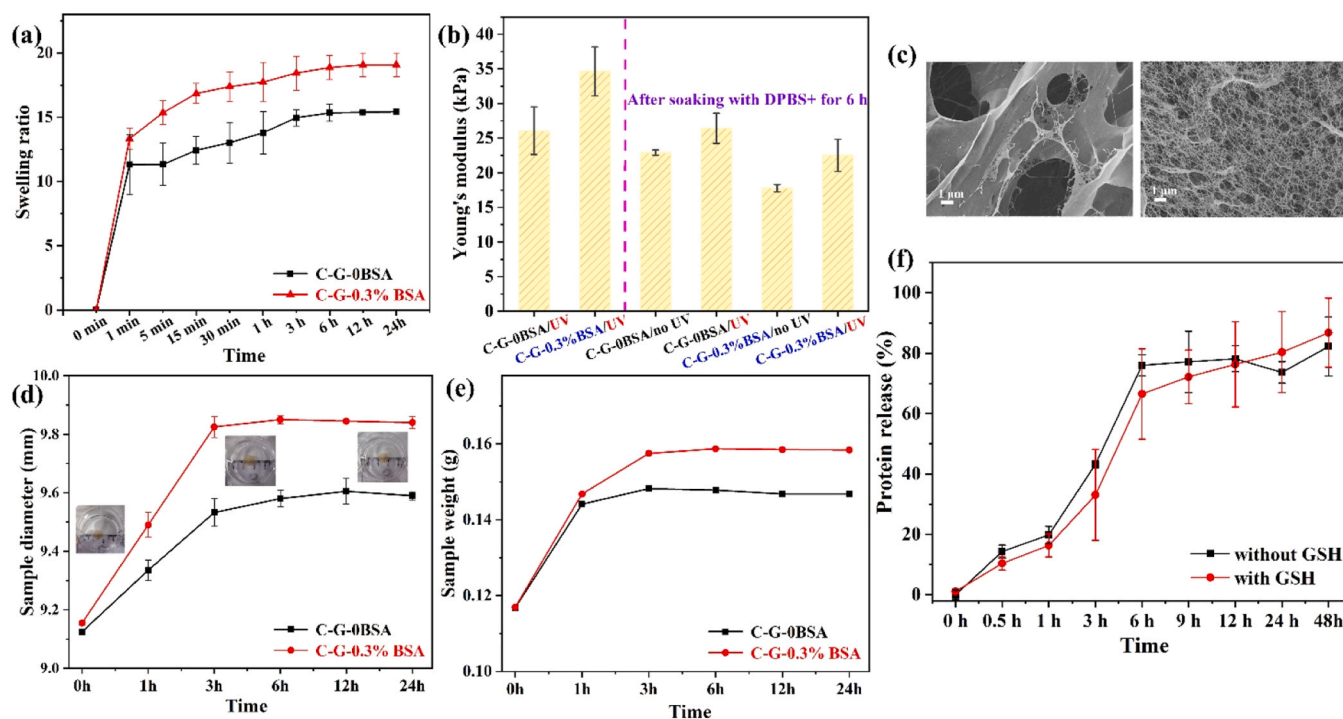 (a)
Swelling ratio
20
15
10
5
0
C-G-0BSA
C-G-0.3% BSA
0 min
1 min
5 min
15 min
30 min
1 h
3 h
6 h
12 h
24h
Time
(b)
Young's modulus (kPa)
40
35
30
25
20
15
10
5
0
After soaking with DPBS+ for 6 h
C-G-0BSA/UV
C-G-0.3%BSA/UV
C-G-0BSA/no UV
C-G-0BSA/UV
C-G-0.3%BSA/no UV
C-G-0.3%BSA/UV
(c)
1 μm
1 μm
(d)
Sample diameter (mm)
9.8
9.6
9.4
9.2
9.0
C-G-0BSA
C-G-0.3% BSA
0h
1h
3h
6h
12h
24h
Time
(e)
Sample weight (g)
0.16
0.14
0.12
0.10
C-G-0BSA
C-G-0.3% BSA
0h
1h
3h
6h
12h
24h
Time
(f)
Protein release (%)
100
80
60
40
20
0
without GSH
with GSH
0 h
0.5 h
1 h
3 h
6 h
9 h
12 h
24 h
48h
Time